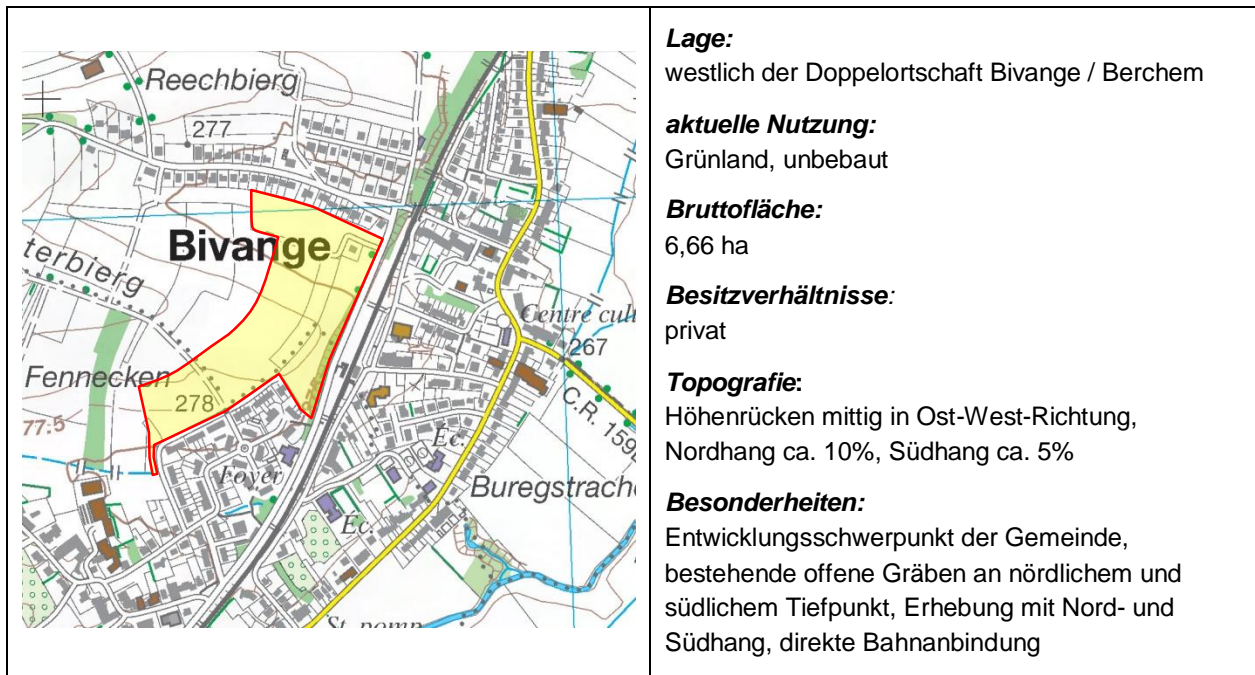 Reechbierg
277
Bivange
terbierg
Fennecken
278
77:5
Foyer
Ec.
Ec.
Centre cult
267
C.R. 159
Buregstrache
St. pomp
Lage:
westlich der Doppelortschaft Bivange / Berchem
aktuelle Nutzung:
Grünland, unbebaut
Bruttofläche:
6,66 ha
Besitzverhältnisse:
privat
Topografie:
Höhenrücken mittig in Ost-West-Richtung,
Nordhang ca. 10%, Südhang ca. 5%
Besonderheiten:
Entwicklungsschwerpunkt der Gemeinde,
bestehende offene Gräben an nördlichem und
südlichem Tiefpunkt, Erhebung mit Nord- und
Südhang, direkte Bahnanbindung